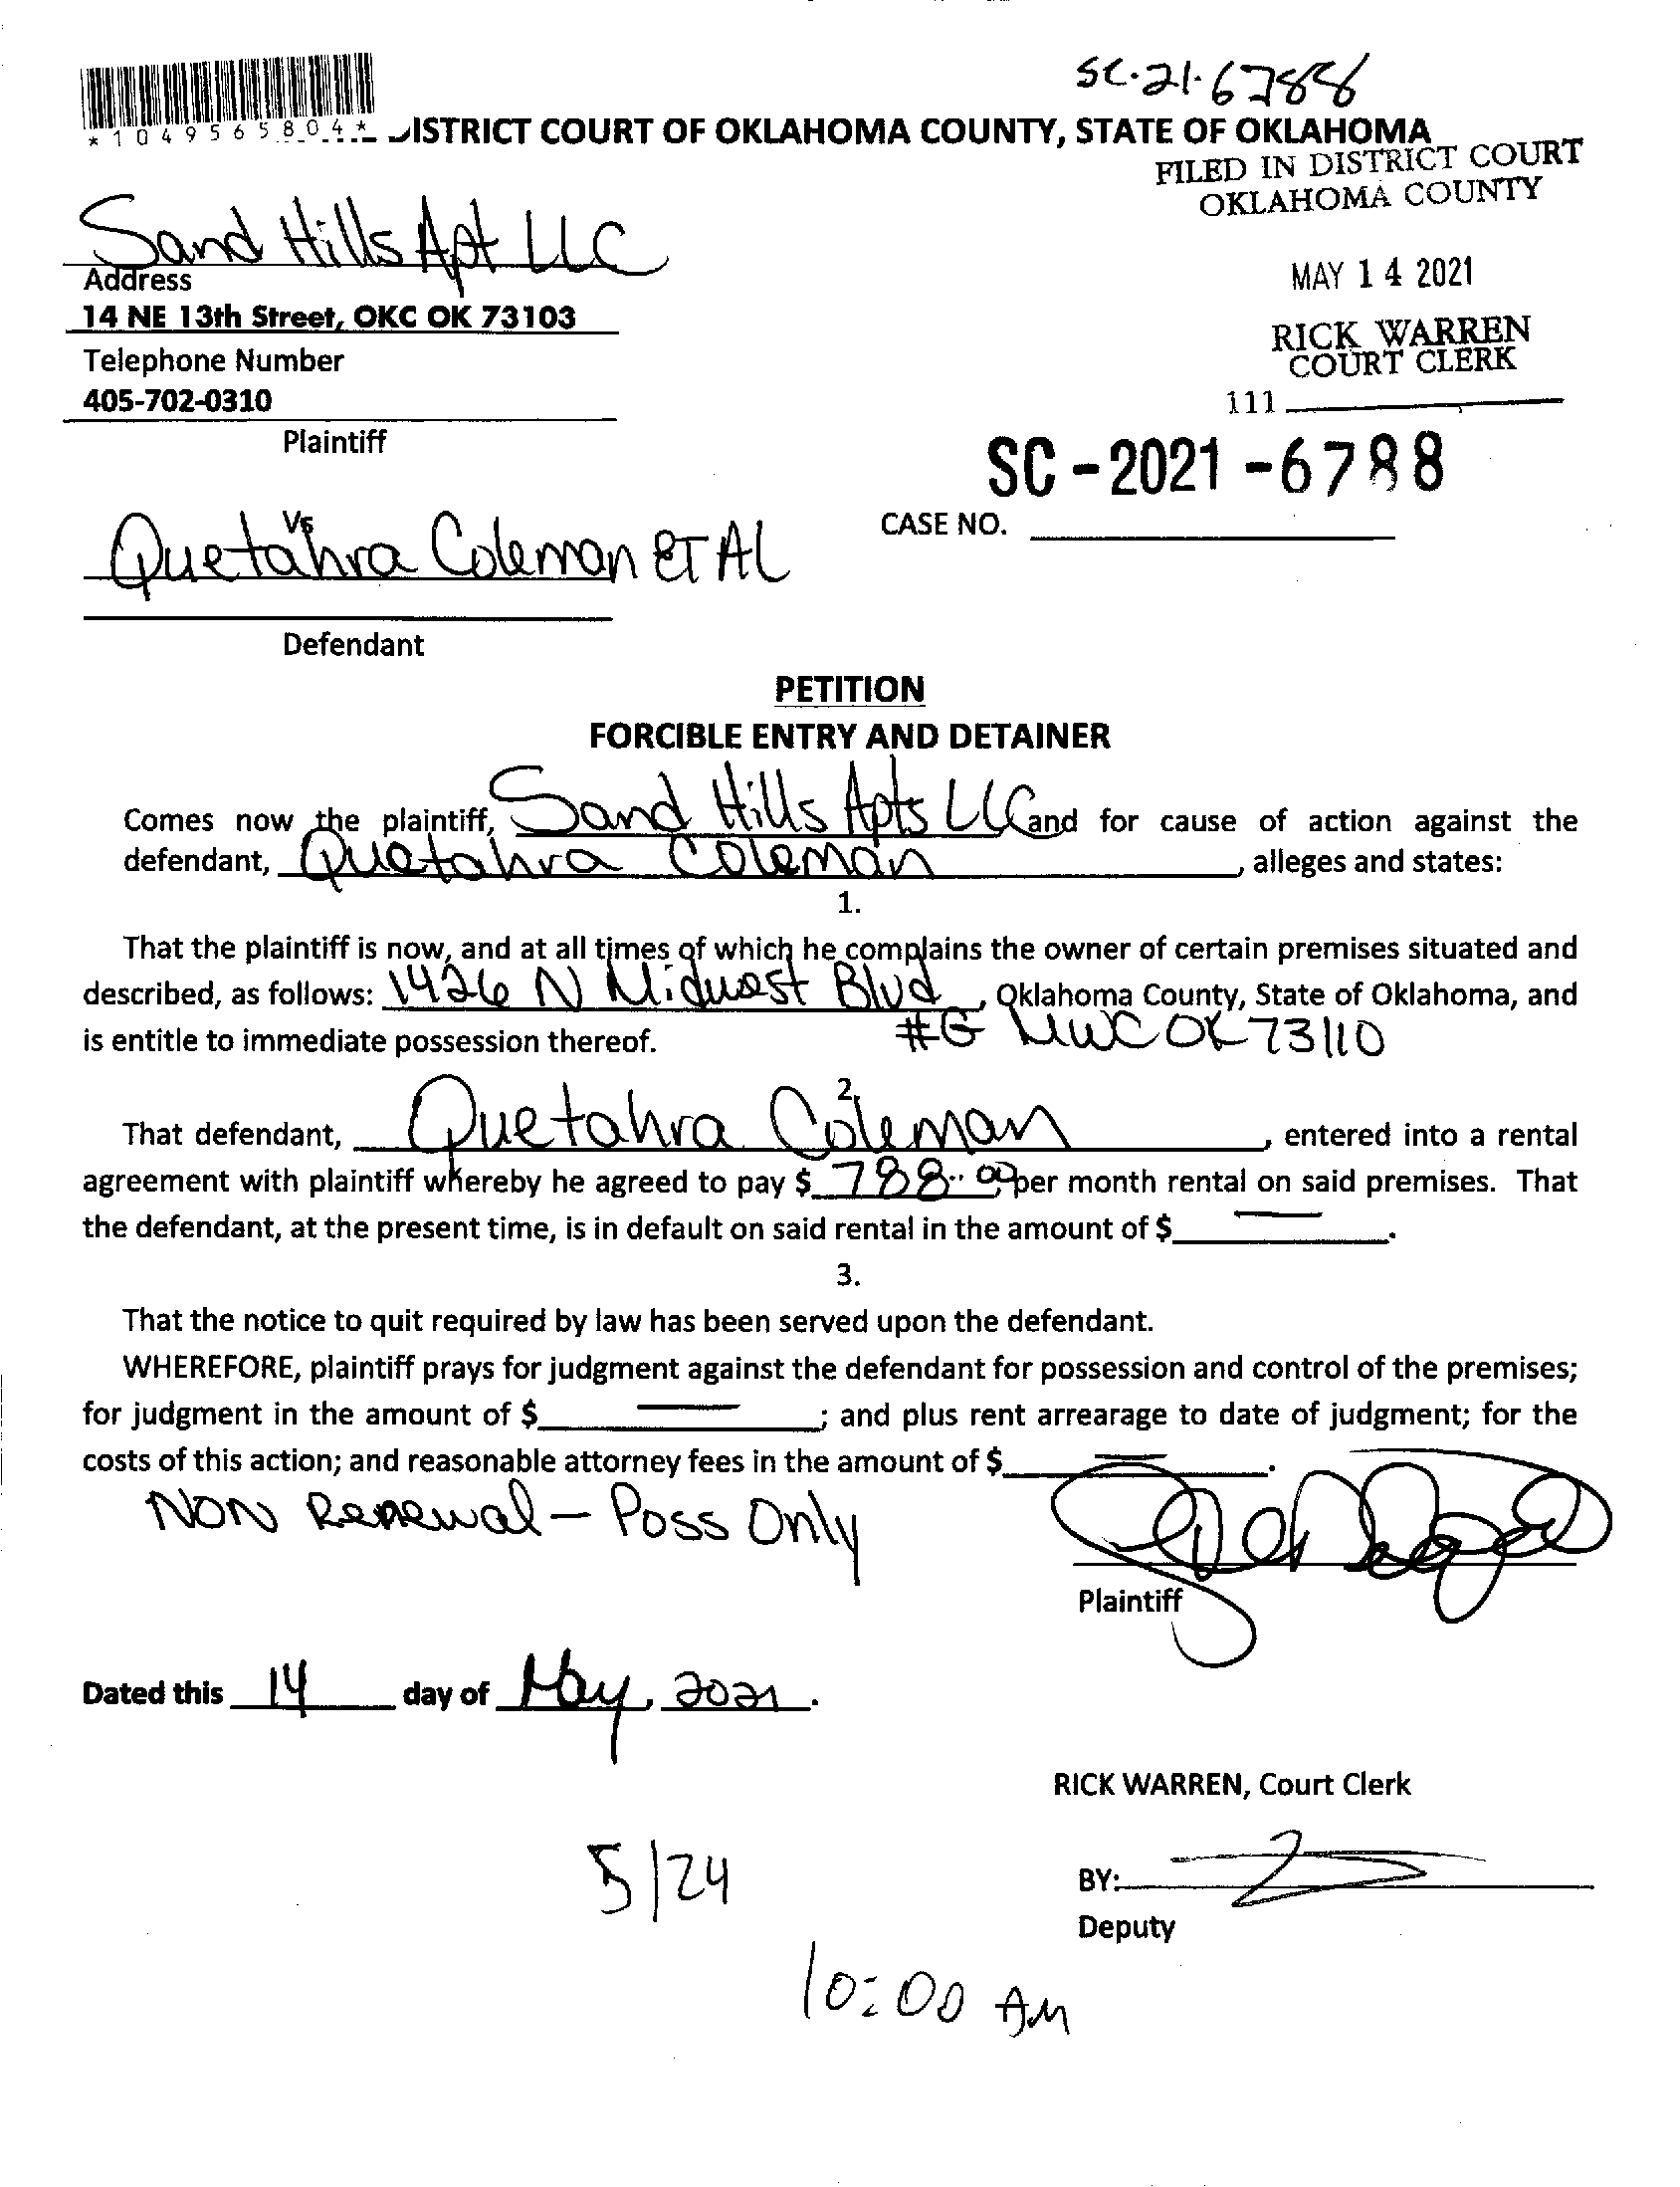 SC-21-6788
*1049565804*
DISTRICT COURT OF OKLAHOMA COUNTY, STATE OF OKLAHOMA
FILED IN DISTRICT COURT
OKLAHOMA COUNTY
Sand Hills Apt LLC
Address
MAY 14 2021
14 NE 13th Street, OKC OK 73103
RICK WARREN
COURT CLERK
Telephone Number
405-702-0310
111
Plaintiff
SC-2021-6788
Vs
CASE NO.
Quetahra Coleman ET AL
Defendant
PETITION
FORCIBLE ENTRY AND DETAINER
Comes now the plaintiff, Sand Hills Apts LLC and for cause of action against the
defendant, Quetahra Coleman, alleges and states:
1.
That the plaintiff is now, and at all times of which he complains the owner of certain premises situated and
described, as follows: 1426 N Midwest Blvd, Oklahoma County, State of Oklahoma, and
is entitle to immediate possession thereof. #G MWC OK 73110
2.
That defendant, Quetahra Coleman, entered into a rental
agreement with plaintiff whereby he agreed to pay $ 788.00 per month rental on said premises. That
the defendant, at the present time, is in default on said rental in the amount of $ —.
3.
That the notice to quit required by law has been served upon the defendant.
WHEREFORE, plaintiff prays for judgment against the defendant for possession and control of the premises;
for judgment in the amount of $ —; and plus rent arrearage to date of judgment; for the
costs of this action; and reasonable attorney fees in the amount of $ —.
NON Renewal - Poss Only
Plaintiff
Dated this 14 day of May, 2021.
RICK WARREN, Court Clerk
5/24
BY:
Deputy
10:00 AM